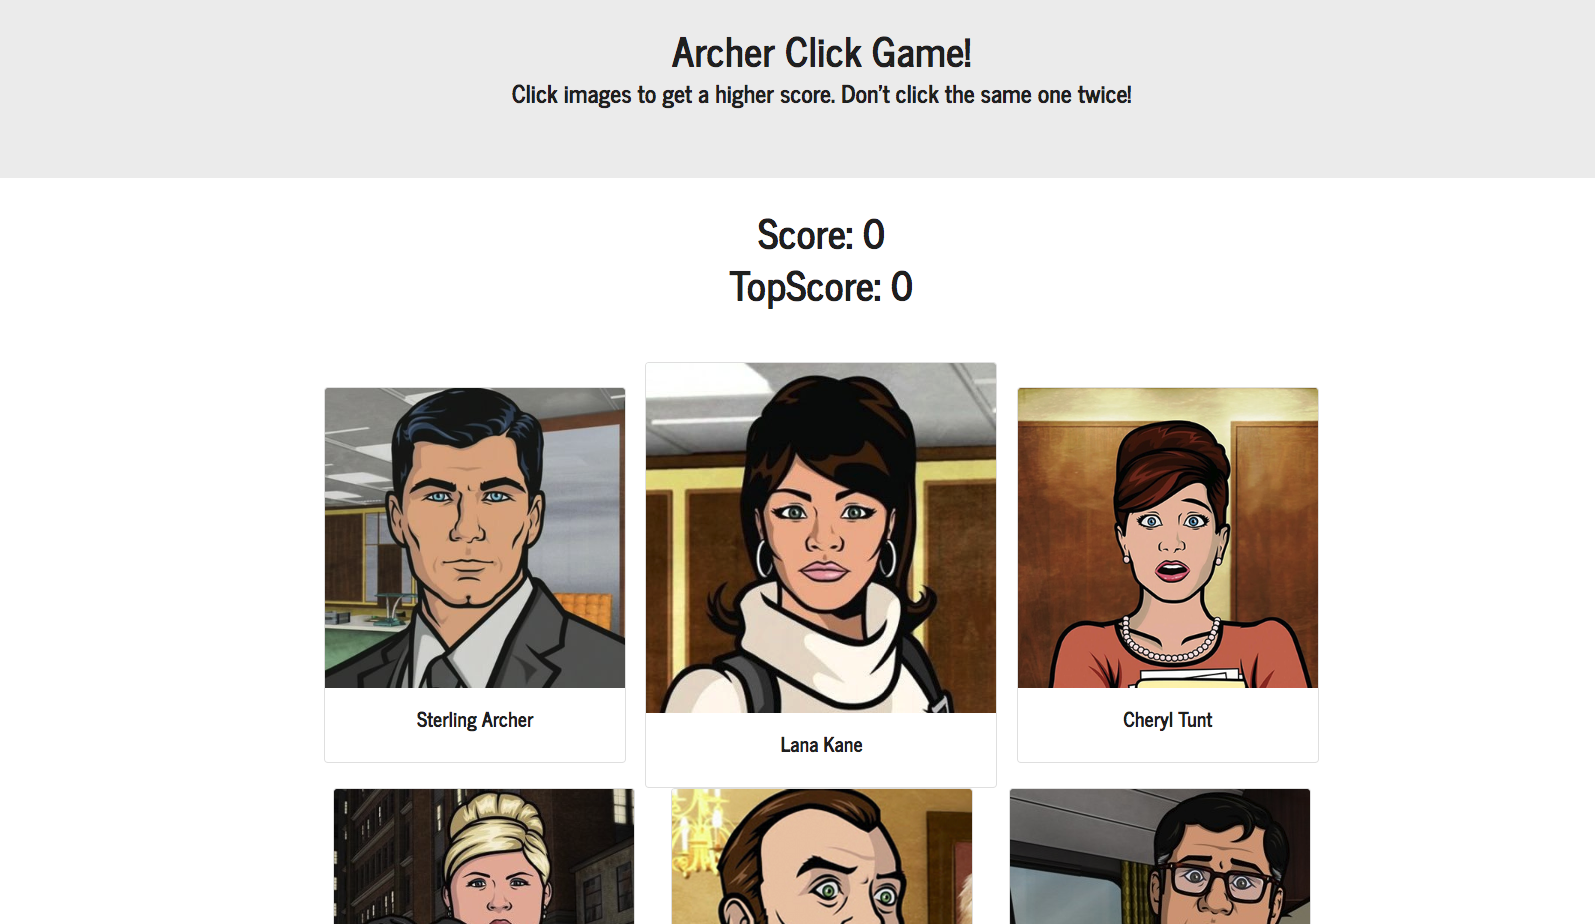 Archer Click Game!
Click images to get a higher score. Don't click the same one twice!
Score: 0
TopScore: 0
Sterling Archer
Lana Kane
Cheryl Tunt